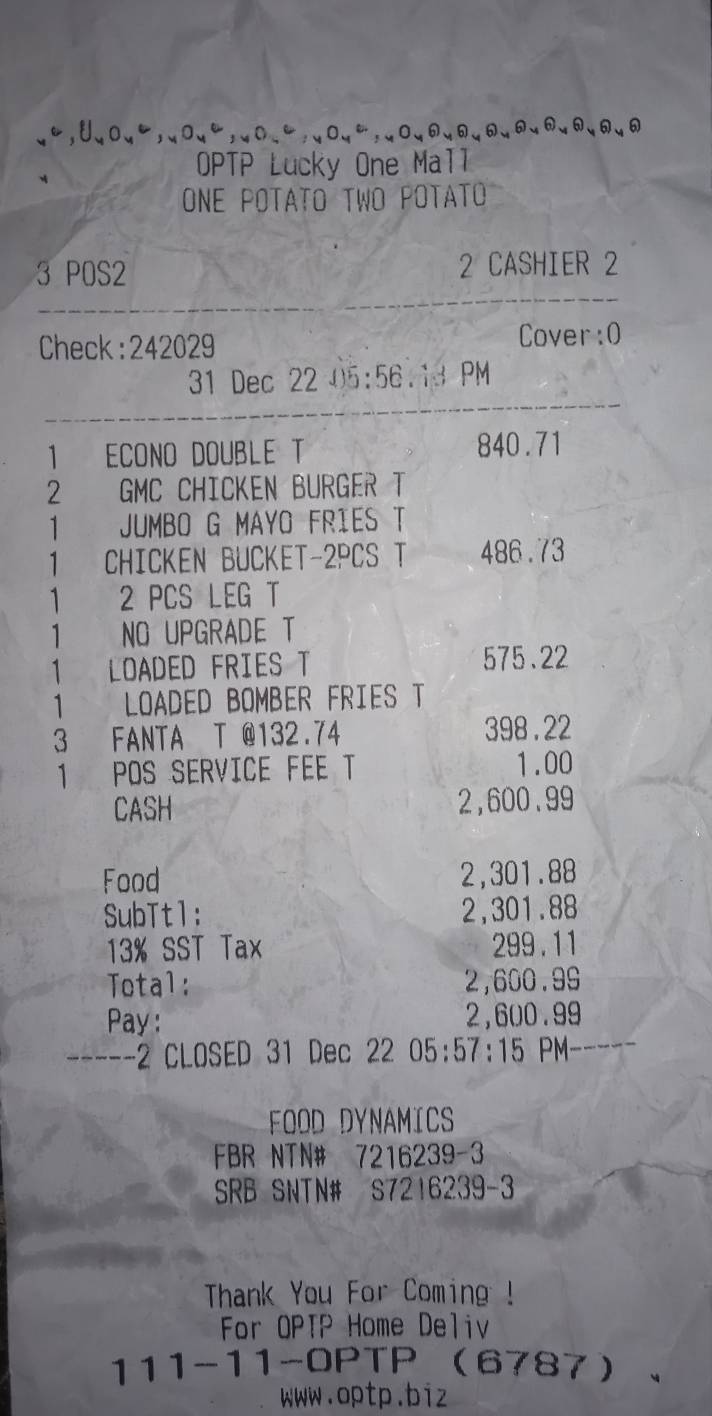 OPTP Lucky One Mall
ONE POTATO TWO POTATO
3 POS2 2 CASHIER 2
Check:242029 Cover:0
31 Dec 22 05:56:13 PM
1 ECONO DOUBLE T 840.71
2 GMC CHICKEN BURGER T
1 JUMBO G MAYO FRIES T
1 CHICKEN BUCKET-2PCS T 486.73
1 2 PCS LEG T
1 NO UPGRADE T
1 LOADED FRIES T 575.22
1 LOADED BOMBER FRIES T
3 FANTA T @132.74 398.22
1 POS SERVICE FEE T 1.00
CASH 2,600.99
Food 2,301.88
SubTtl: 2,301.88
13% SST Tax 299.11
Total: 2,600.99
Pay: 2,600.99
-----2 CLOSED 31 Dec 22 05:57:15 PM-----
FOOD DYNAMICS
FBR NTN# 7216239-3
SRB SNTN# S7216239-3
Thank You For Coming !
For OPTP Home Deliv
111-11-OPTP (6787)
www.optp.biz